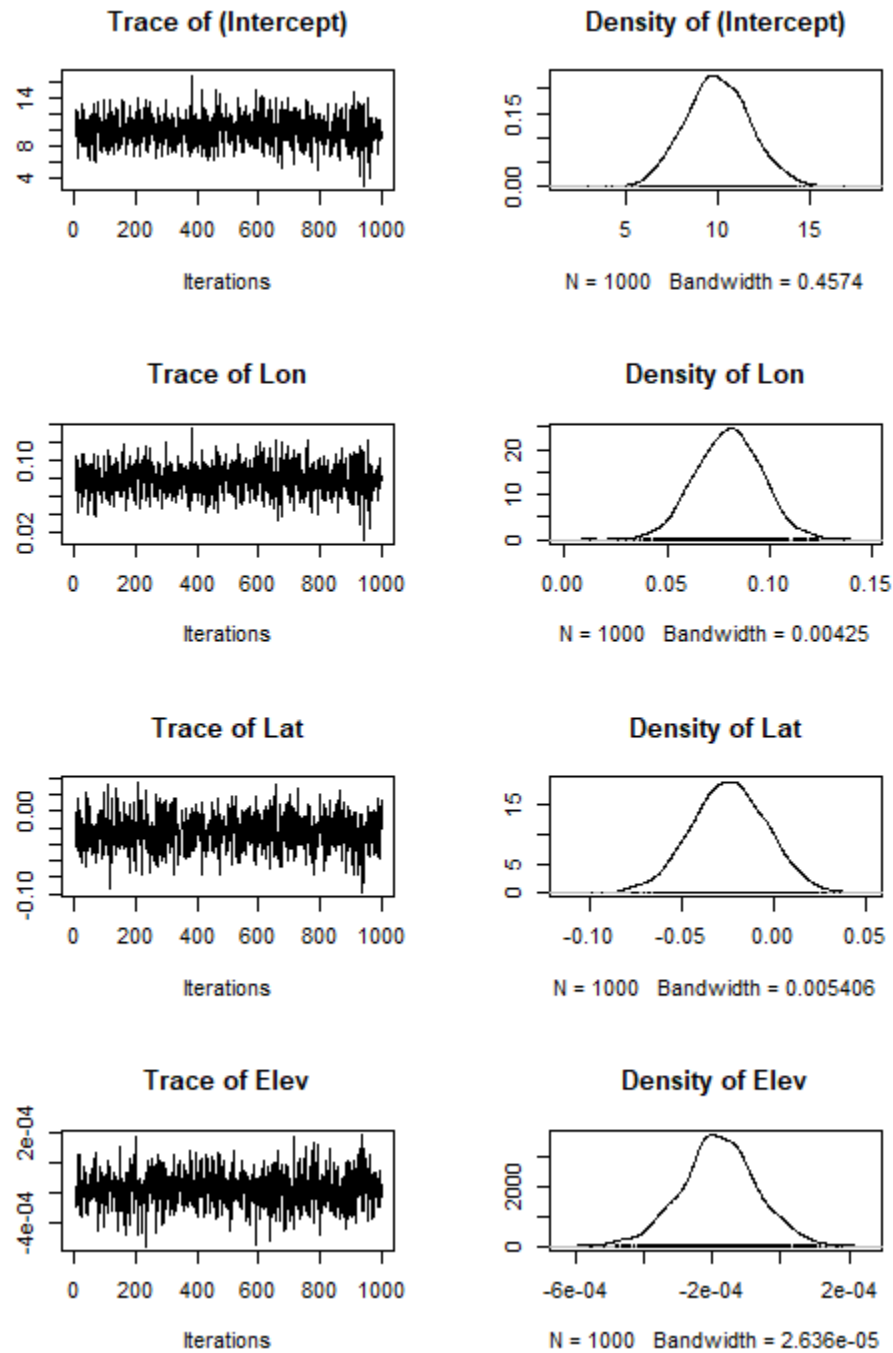 Trace of (Intercept)
Density of (Intercept)
14
8
4
0 200 400 600 800 1000
Iterations
0.15
0.00
5 10 15
N = 1000 Bandwidth = 0.4574
Trace of Lon
Density of Lon
0.10
0.02
0 200 400 600 800 1000
Iterations
20
10
0
0.00 0.05 0.10 0.15
N = 1000 Bandwidth = 0.00425
Trace of Lat
Density of Lat
0.00
-0.10
0 200 400 600 800 1000
Iterations
15
5
0
-0.10 -0.05 0.00 0.05
N = 1000 Bandwidth = 0.005406
Trace of Elev
Density of Elev
2e-04
-4e-04
0 200 400 600 800 1000
Iterations
2000
0
-6e-04 -2e-04 2e-04
N = 1000 Bandwidth = 2.636e-05